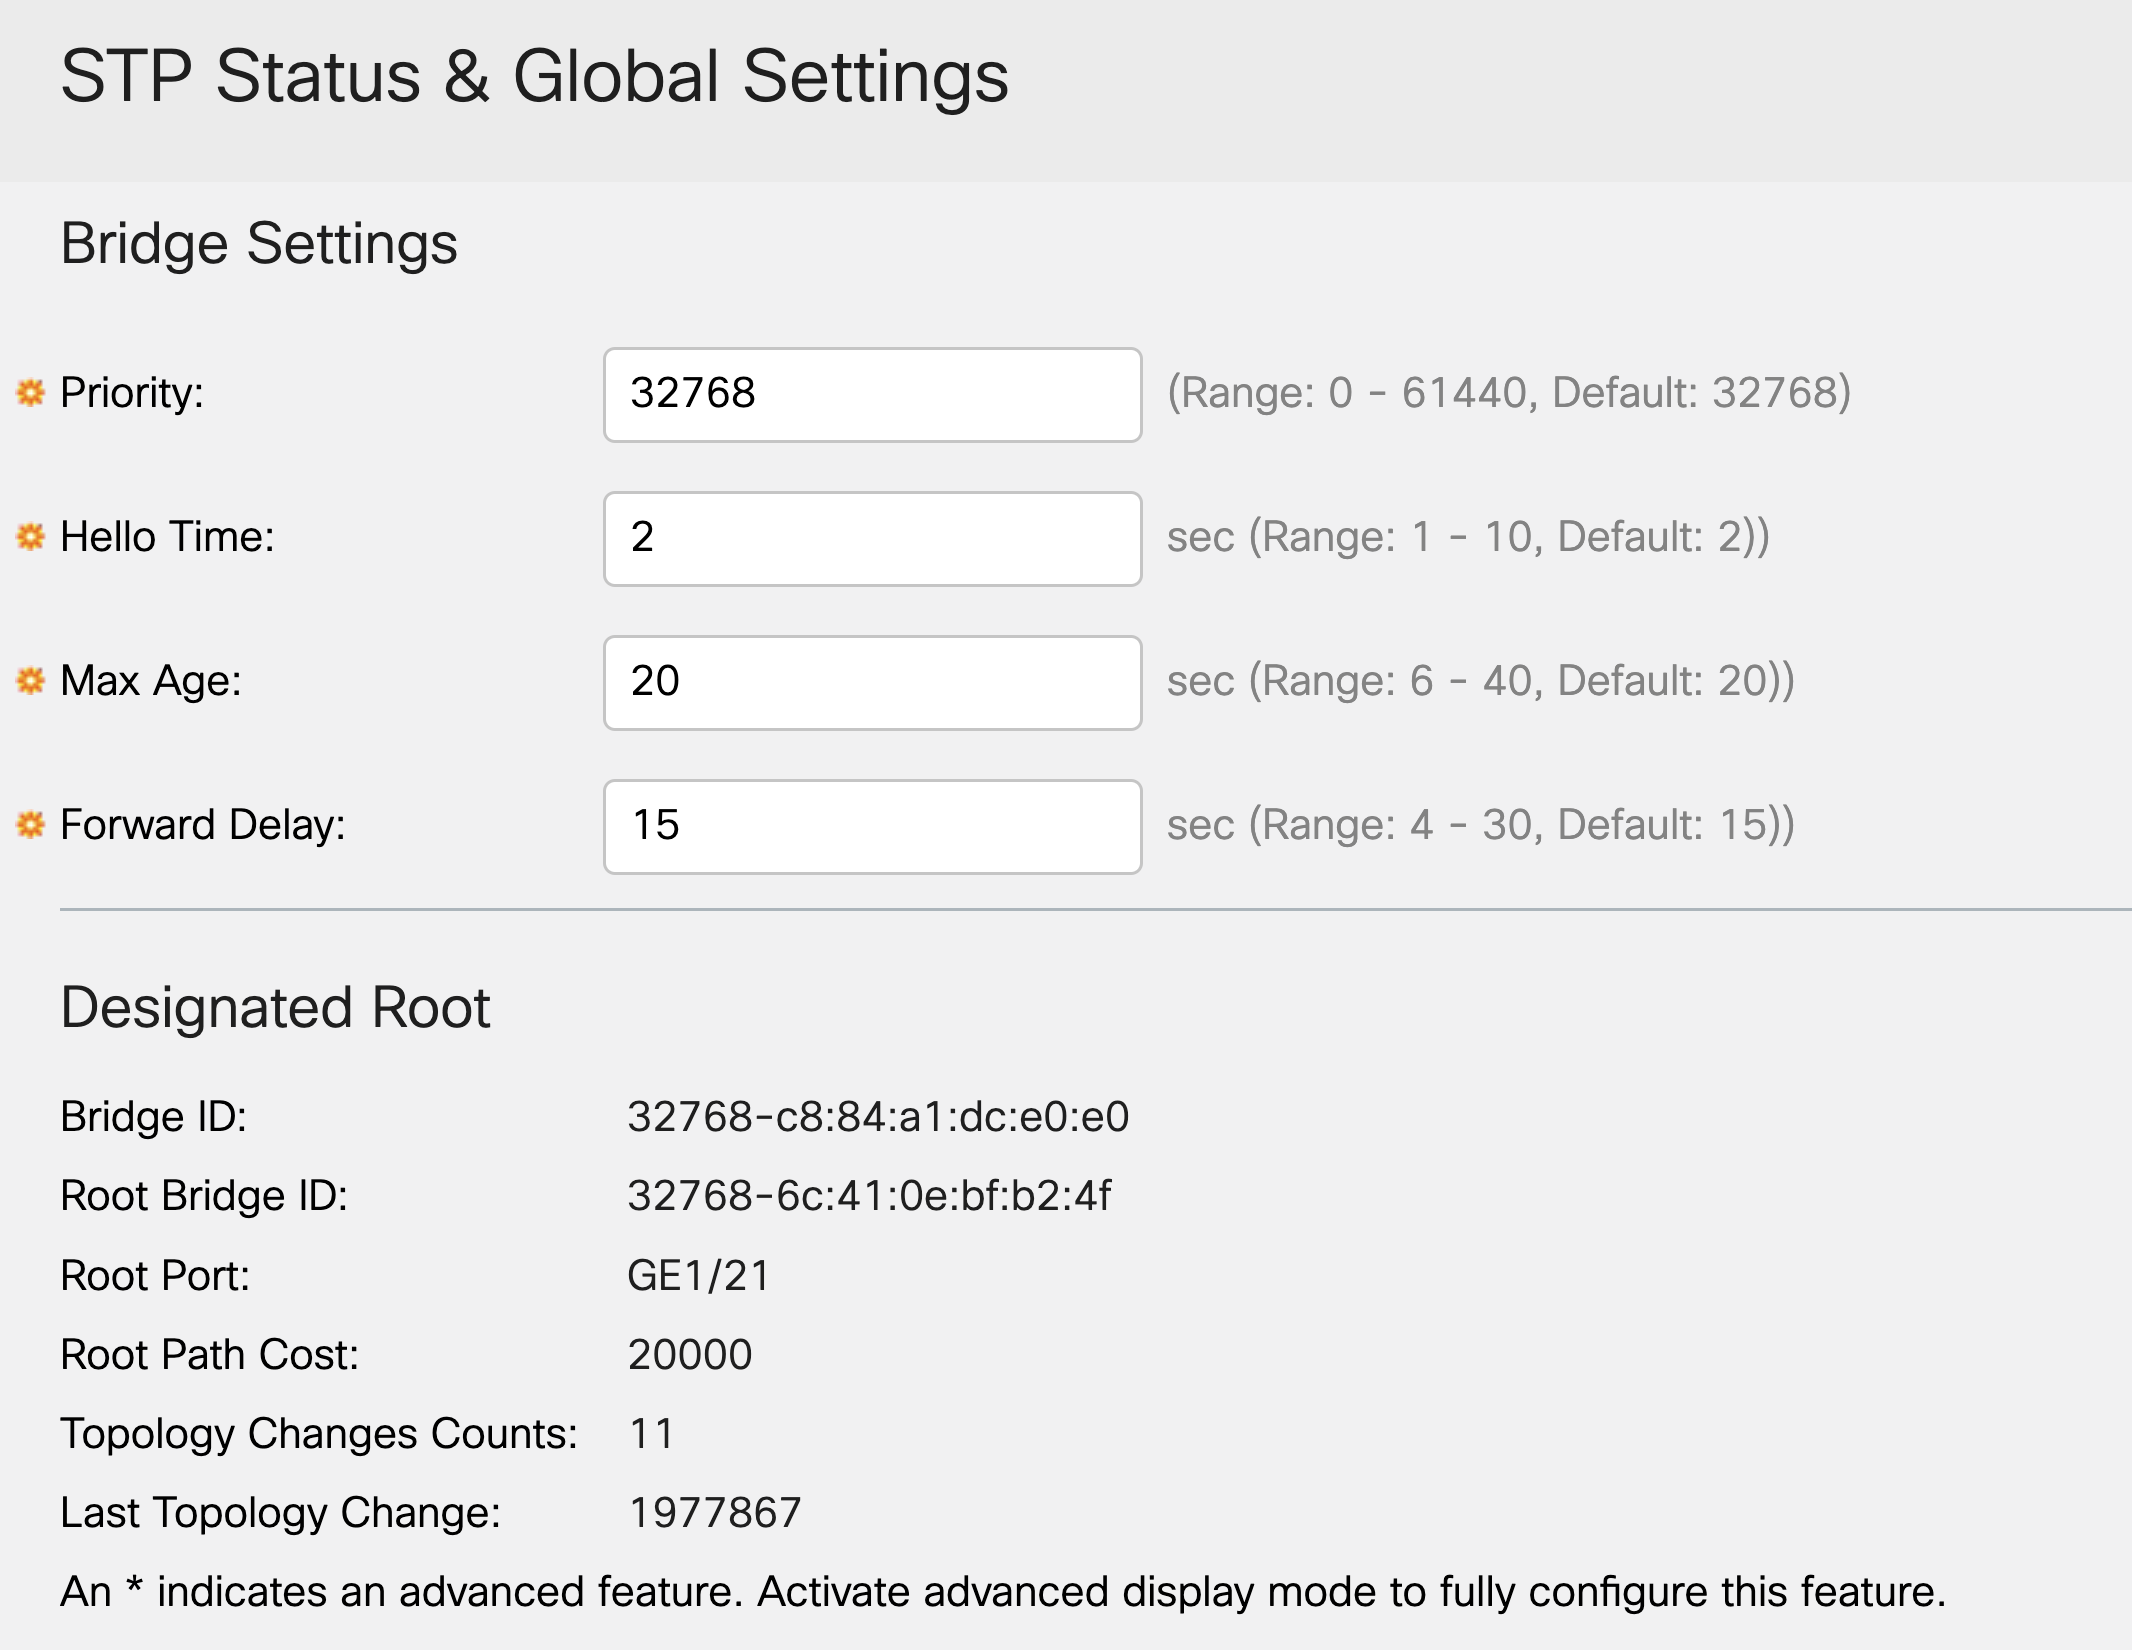 STP Status & Global Settings
Bridge Settings
Priority: 32768 (Range: 0 - 61440, Default: 32768)
Hello Time: 2 sec (Range: 1 - 10, Default: 2))
Max Age: 20 sec (Range: 6 - 40, Default: 20))
Forward Delay: 15 sec (Range: 4 - 30, Default: 15))
Designated Root
Bridge ID: 32768-c8:84:a1:dc:e0:e0
Root Bridge ID: 32768-6c:41:0e:bf:b2:4f
Root Port: GE1/21
Root Path Cost: 20000
Topology Changes Counts: 11
Last Topology Change: 1977867
An * indicates an advanced feature. Activate advanced display mode to fully configure this feature.